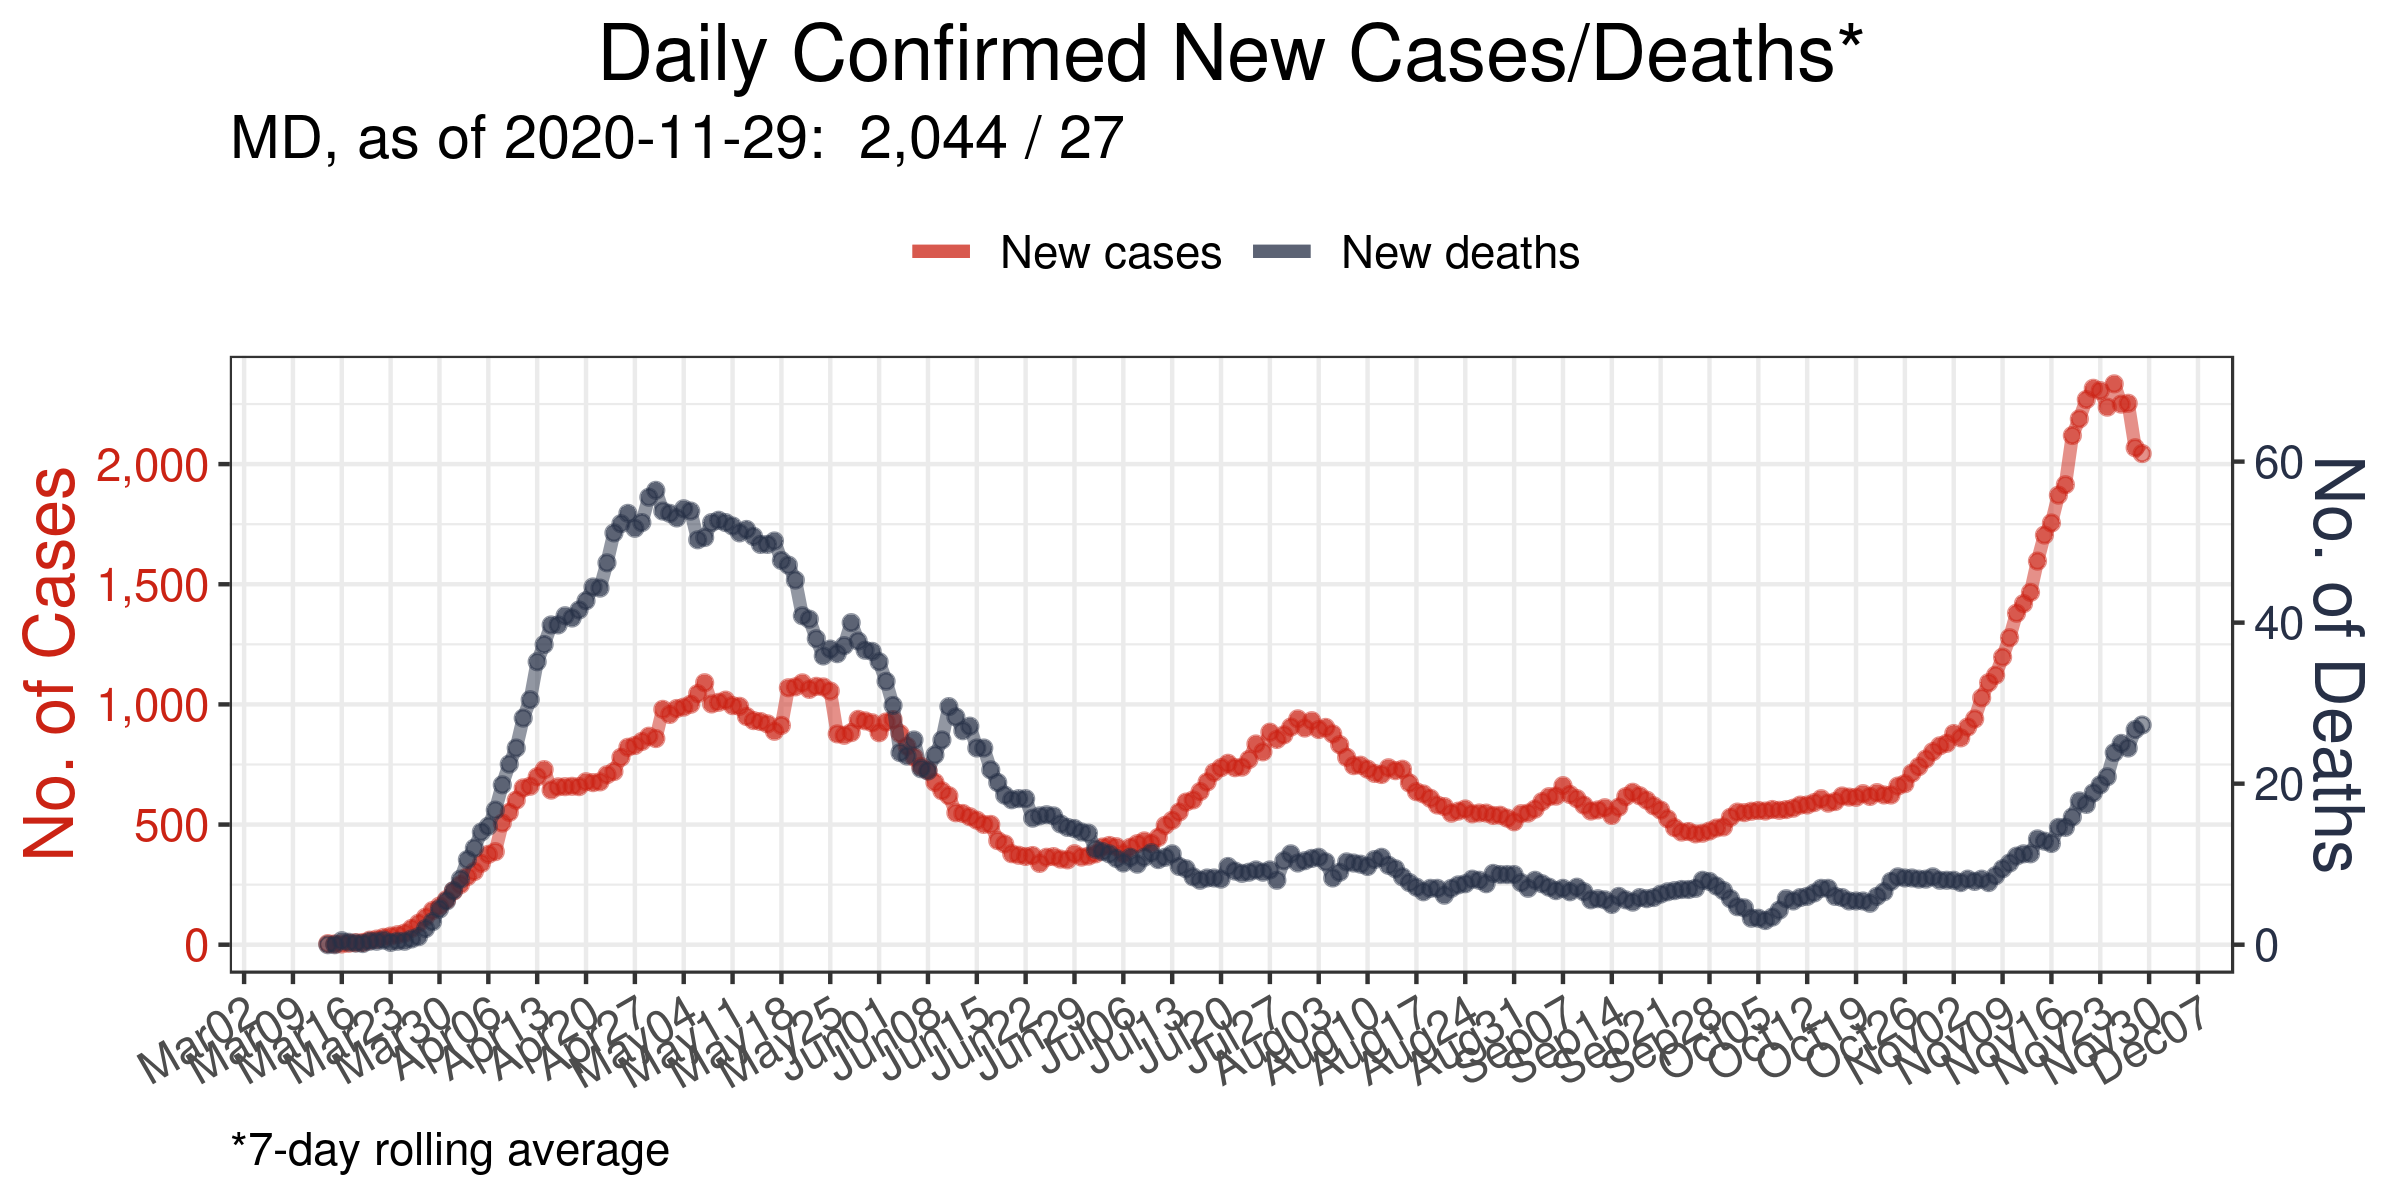 Daily Confirmed New Cases/Deaths*
MD, as of 2020-11-29:  2,044 / 27
New cases
New deaths
No. of Cases
2,000
1,500
1,000
500
0
60
40
20
0
No. of Deaths
Mar02
Mar09
Mar16
Mar23
Mar30
Apr06
Apr13
Apr20
Apr27
May04
May11
May18
May25
Jun01
Jun08
Jun15
Jun22
Jun29
Jul06
Jul13
Jul20
Jul27
Aug03
Aug10
Aug17
Aug24
Aug31
Sep07
Sep14
Sep21
Sep28
Oct05
Oct12
Oct19
Oct26
Nov02
Nov09
Nov16
Nov23
Nov30
Dec07
*7-day rolling average